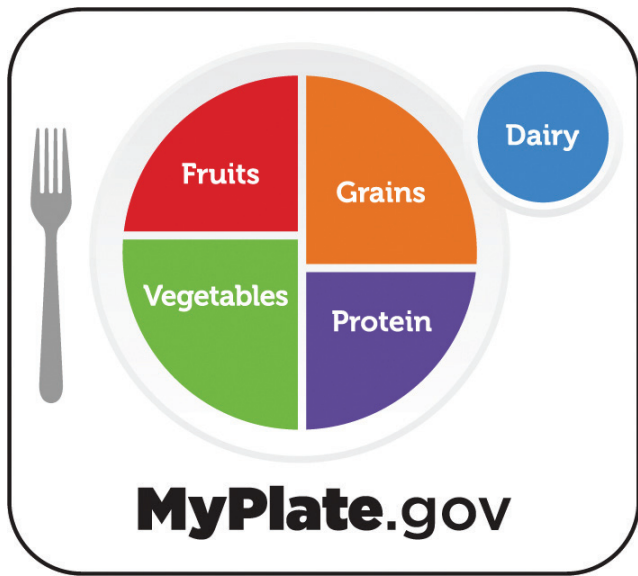 Dairy
Fruits
Grains
Vegetables
Protein
MyPlate.gov